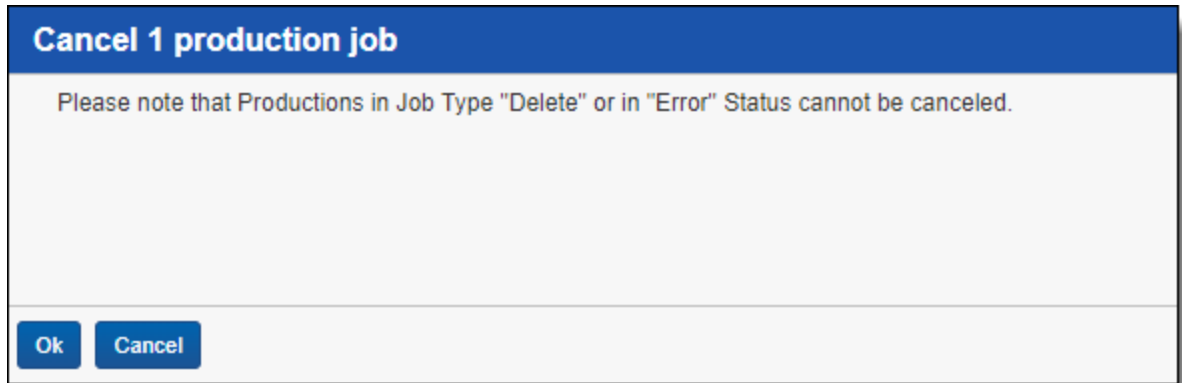 Cancel 1 production job
Please note that Productions in Job Type "Delete" or in "Error" Status cannot be canceled.
Ok
Cancel